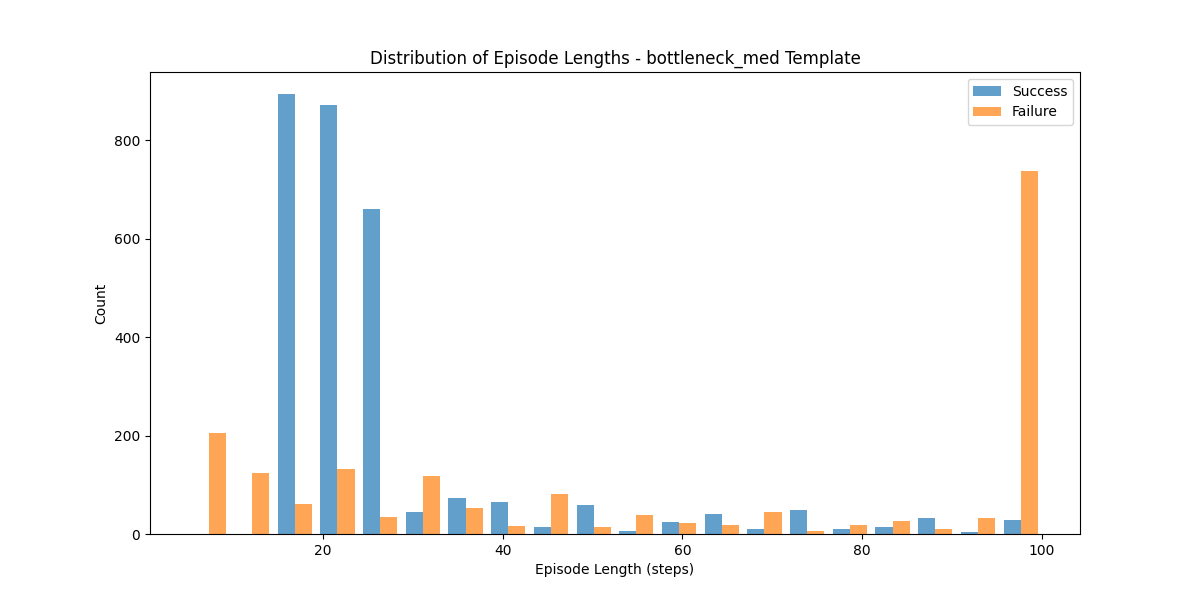 Distribution of Episode Lengths - bottleneck_med Template
Success
Failure
800
600
400
200
0
Count
20
40
60
80
100
Episode Length (steps)